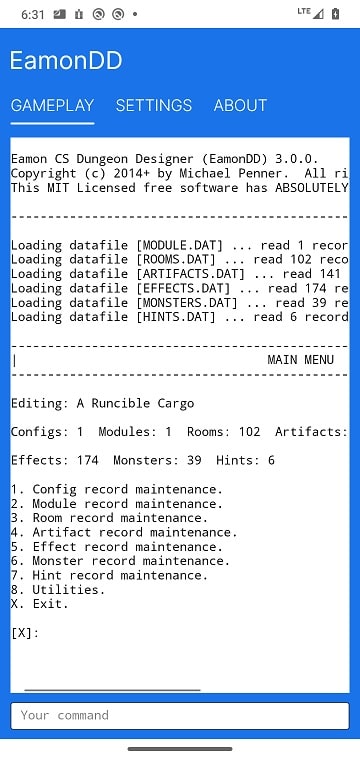 6:31 LTE
EamonDD
GAMEPLAY SETTINGS ABOUT
Eamon CS Dungeon Designer (EamonDD) 3.0.0.
Copyright (c) 2014+ by Michael Penner.  All ri
This MIT Licensed free software has ABSOLUTELY
-----------------------------------------------
Loading datafile [MODULE.DAT] ... read 1 recor
Loading datafile [ROOMS.DAT] ... read 102 reco
Loading datafile [ARTIFACTS.DAT] ... read 141
Loading datafile [EFFECTS.DAT] ... read 174 re
Loading datafile [MONSTERS.DAT] ... read 39 re
Loading datafile [HINTS.DAT] ... read 6 record
-----------------------------------------------
| MAIN MENU
-----------------------------------------------
Editing: A Runcible Cargo
Configs: 1  Modules: 1  Rooms: 102  Artifacts:
Effects: 174  Monsters: 39  Hints: 6
1. Config record maintenance.
2. Module record maintenance.
3. Room record maintenance.
4. Artifact record maintenance.
5. Effect record maintenance.
6. Monster record maintenance.
7. Hint record maintenance.
8. Utilities.
X. Exit.
[X]:
Your command